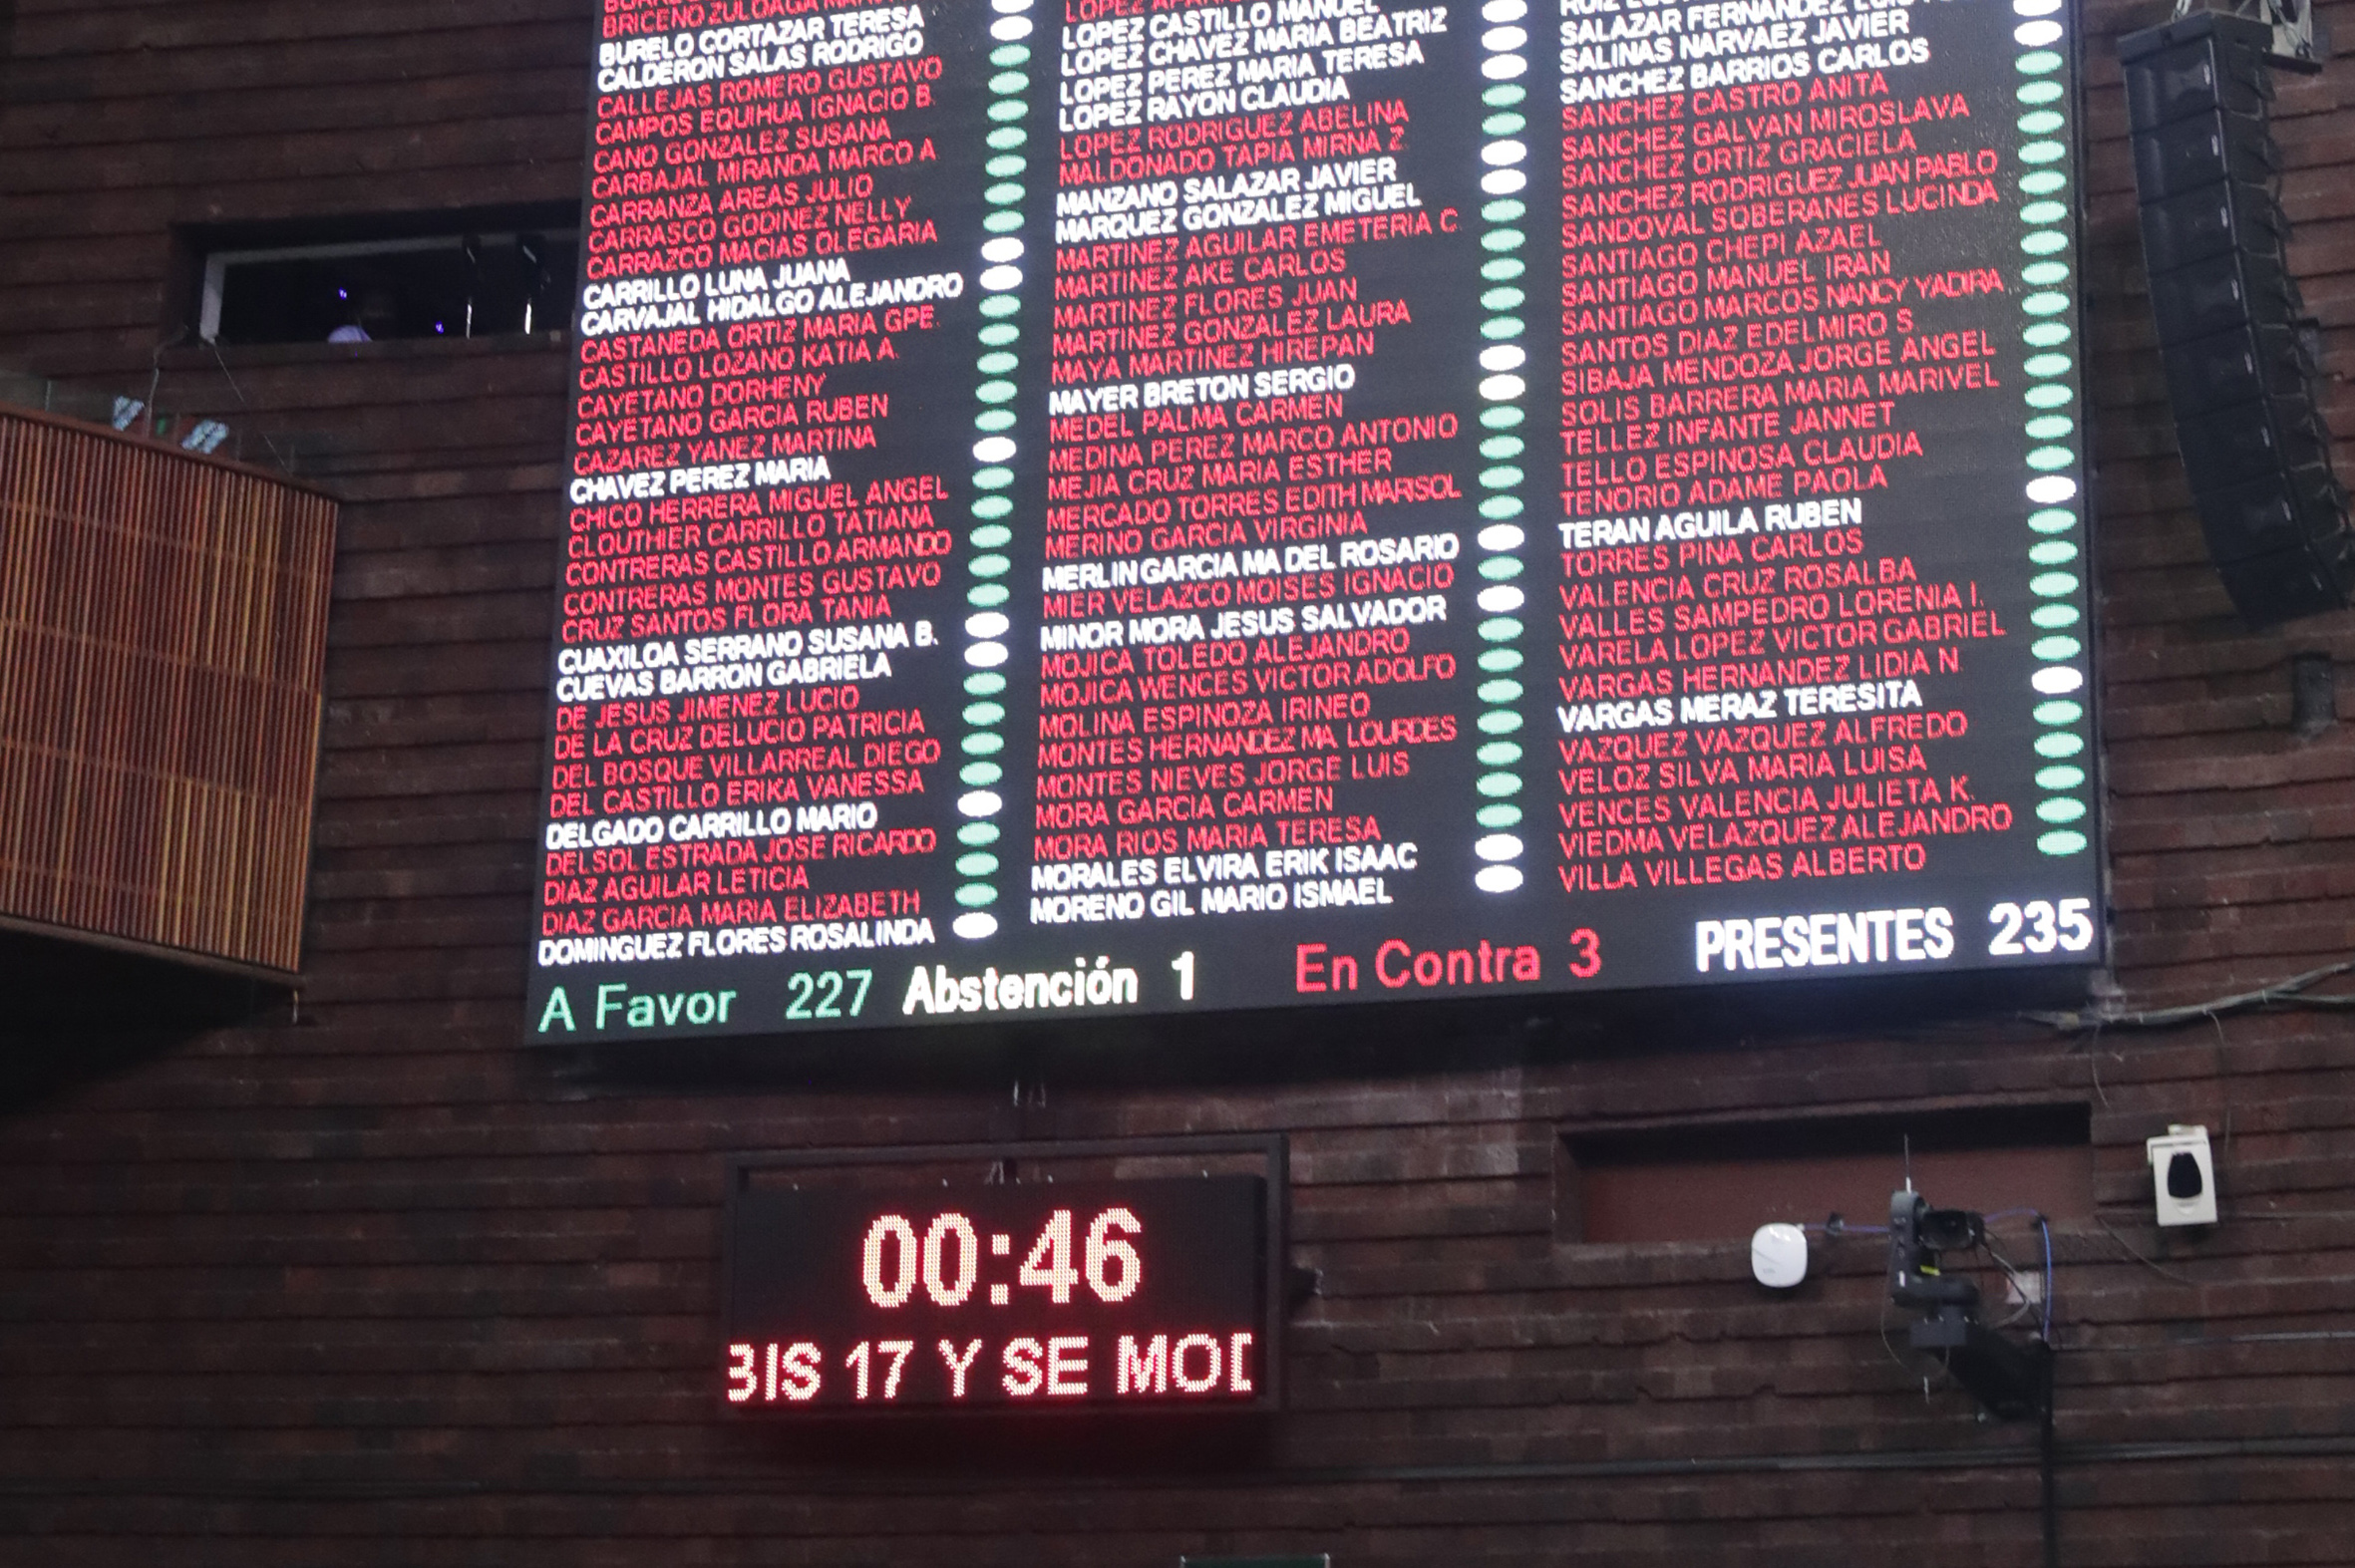 BRICENO ZULOAGA
BURELO CORTAZAR TERESA
CALDERON SALAS RODRIGO
CALLEJAS ROMERO GUSTAVO
CAMPOS EQUIHUA IGNACIO B.
CANO GONZALEZ SUSANA
CARBAJAL MIRANDA MARCO A
CARRANZA AREAS JULIO
CARRASCO GODINEZ NELLY
CARRAZCO MACIAS OLEGARIA
CARRILLO LUNA JUANA
CARVAJAL HIDALGO ALEJANDRO
CASTANEDA ORTIZ MARIA GPE.
CASTILLO LOZANO KATIA A.
CAYETANO DORHENY
CAYETANO GARCIA RUBEN
CAZAREZ YANEZ MARTINA
CHAVEZ PEREZ MARIA
CHICO HERRERA MIGUEL ANGEL
CLOUTHIER CARRILLO TATIANA
CONTRERAS CASTILLO ARMANDO
CONTRERAS MONTES GUSTAVO
CRUZ SANTOS FLORA TANIA
CUAXILOA SERRANO SUSANA B.
CUEVAS BARRON GABRIELA
DE JESUS JIMENEZ LUCIO
DE LA CRUZ DELUCIO PATRICIA
DEL BOSQUE VILLARREAL DIEGO
DEL CASTILLO ERIKA VANESSA
DELGADO CARRILLO MARIO
DELSOL ESTRADA JOSE RICARDO
DIAZ AGUILAR LETICIA
DIAZ GARCIA MARIA ELIZABETH
DOMINGUEZ FLORES ROSALINDA
LOPEZ
LOPEZ CASTILLO MANUEL
LOPEZ CHAVEZ MARIA BEATRIZ
LOPEZ PEREZ MARIA TERESA
LOPEZ RAYON CLAUDIA
LOPEZ RODRIGUEZ ABELINA
MALDONADO TAPIA MIRNA Z.
MANZANO SALAZAR JAVIER
MARQUEZ GONZALEZ MIGUEL
MARTINEZ AGUILAR EMETERIA C.
MARTINEZ AKE CARLOS
MARTINEZ FLORES JUAN
MARTINEZ GONZALEZ LAURA
MAYA MARTINEZ HIREPAN
MAYER BRETON SERGIO
MEDEL PALMA CARMEN
MEDINA PEREZ MARCO ANTONIO
MEJIA CRUZ MARIA ESTHER
MERCADO TORRES EDITH MARISOL
MERINO GARCIA VIRGINIA
MERLIN GARCIA MA DEL ROSARIO
MIER VELAZCO MOISES IGNACIO
MINOR MORA JESUS SALVADOR
MOJICA TOLEDO ALEJANDRO
MOJICA WENCES VICTOR ADOLFO
MOLINA ESPINOZA IRINEO
MONTES HERNANDEZ MA LOURDES
MONTES NIEVES JORGE LUIS
MORA GARCIA CARMEN
MORA RIOS MARIA TERESA
MORALES ELVIRA ERIK ISAAC
MORENO GIL MARIO ISMAEL
SALAZAR FERNANDEZ
SALINAS NARVAEZ JAVIER
SANCHEZ BARRIOS CARLOS
SANCHEZ CASTRO ANITA
SANCHEZ GALVAN MIROSLAVA
SANCHEZ ORTIZ GRACIELA
SANCHEZ RODRIGUEZ JUAN PABLO
SANDOVAL SOBERANES LUCINDA
SANTIAGO CHEPI AZAEL
SANTIAGO MANUEL IRAN
SANTIAGO MARCOS NANCY YADIRA
SANTOS DIAZ EDELMIRO S.
SIBAJA MENDOZA JORGE ANGEL
SOLIS BARRERA MARIA MARIVEL
TELLEZ INFANTE JANNET
TELLO ESPINOSA CLAUDIA
TENORIO ADAME PAOLA
TERAN AGUILA RUBEN
TORRES PINA CARLOS
VALENCIA CRUZ ROSALBA
VALLES SAMPEDRO LORENIA I.
VARELA LOPEZ VICTOR GABRIEL
VARGAS HERNANDEZ LIDIA N.
VARGAS MERAZ TERESITA
VAZQUEZ VAZQUEZ ALFREDO
VELOZ SILVA MARIA LUISA
VENCES VALENCIA JULIETA K.
VIEDMA VELAZQUEZ ALEJANDRO
VILLA VILLEGAS ALBERTO
A Favor 227 Abstención 1 En Contra 3 PRESENTES 235
00:46
BIS 17 Y SE MOD